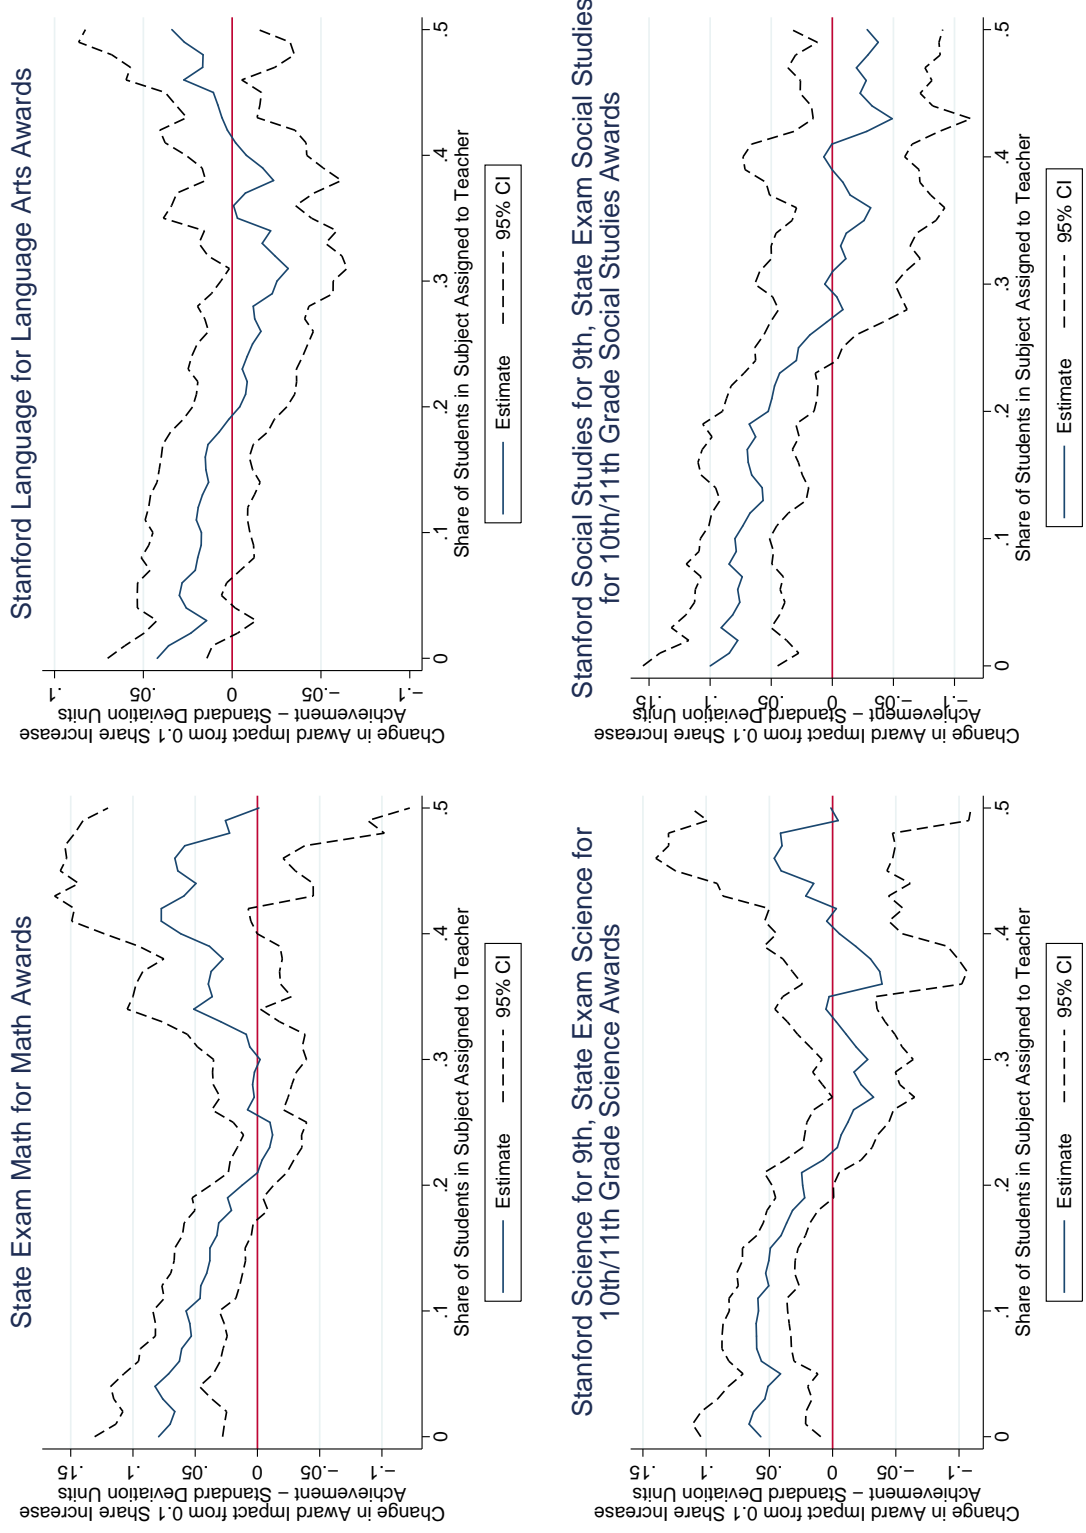 State Exam Math for Math Awards
Change in Award Impact from 0.1 Share Increase
Achievement − Standard Deviation Units
.15
.1
.05
0
−.05
−.1
0
.1
.2
.3
.4
.5
Share of Students in Subject Assigned to Teacher
Estimate
95% CI
Stanford Language for Language Arts Awards
Change in Award Impact from 0.1 Share Increase
Achievement − Standard Deviation Units
.1
.05
0
−.05
−.1
0
.1
.2
.3
.4
.5
Share of Students in Subject Assigned to Teacher
Estimate
95% CI
Stanford Science for 9th, State Exam Science for
10th/11th Grade Science Awards
Change in Award Impact from 0.1 Share Increase
Achievement − Standard Deviation Units
.15
.1
.05
0
−.05
−.1
0
.1
.2
.3
.4
.5
Share of Students in Subject Assigned to Teacher
Estimate
95% CI
Stanford Social Studies for 9th, State Exam Social Studies
for 10th/11th Grade Social Studies Awards
Change in Award Impact from 0.1 Share Increase
Achievement − Standard Deviation Units
.15
.1
.05
0
−.05
−.1
0
.1
.2
.3
.4
.5
Share of Students in Subject Assigned to Teacher
Estimate
95% CI